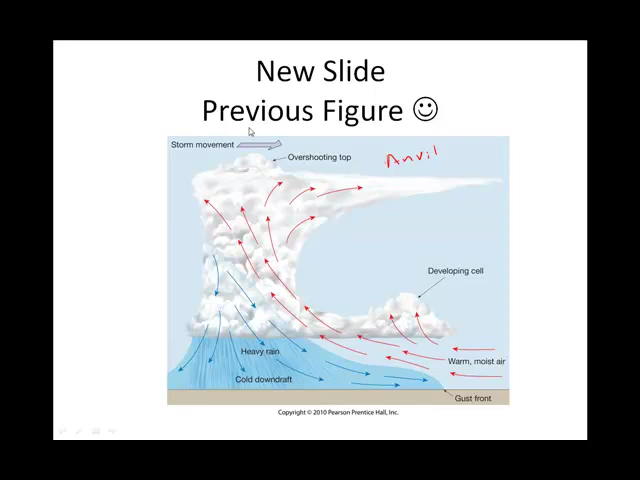 New Slide
Previous Figure ☺
Storm movement
Overshooting top
Anvil
Developing cell
Heavy rain
Warm, moist air
Cold downdraft
Gust front
Copyright © 2010 Pearson Prentice Hall, Inc.